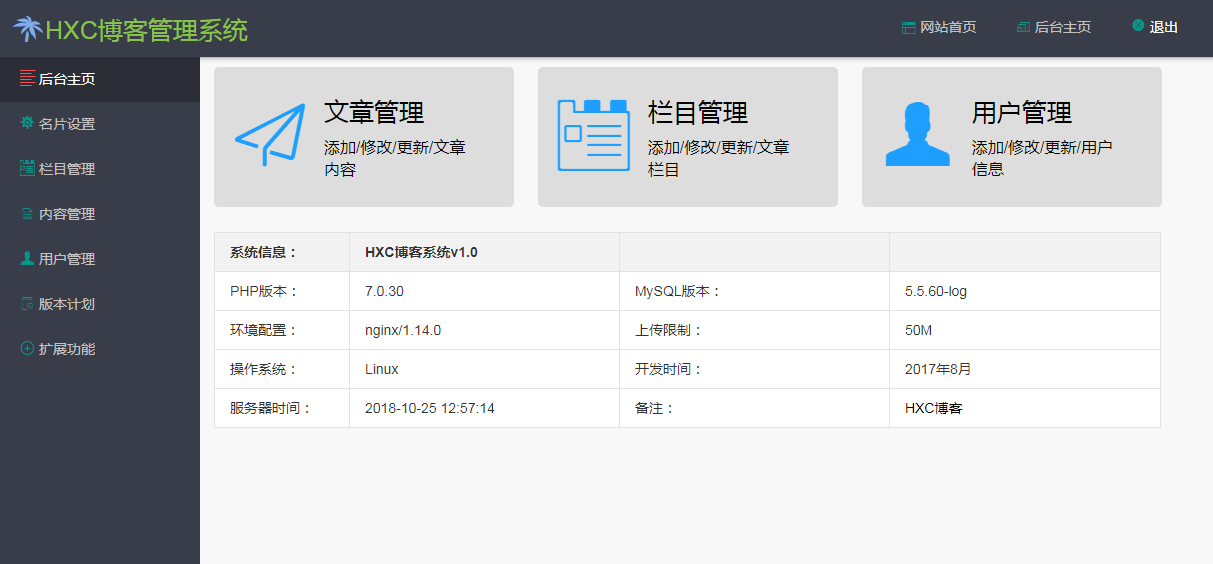 HXC博客管理系统
网站首页
后台主页
退出
后台主页
名片设置
栏目管理
内容管理
用户管理
版本计划
扩展功能
文章管理
添加/修改/更新/文章
内容
栏目管理
添加/修改/更新/文章
栏目
用户管理
添加/修改/更新/用户
信息
系统信息： HXC博客系统v1.0
PHP版本： 7.0.30 MySQL版本： 5.5.60-log
环境配置： nginx/1.14.0 上传限制： 50M
操作系统： Linux 开发时间： 2017年8月
服务器时间： 2018-10-25 12:57:14 备注： HXC博客